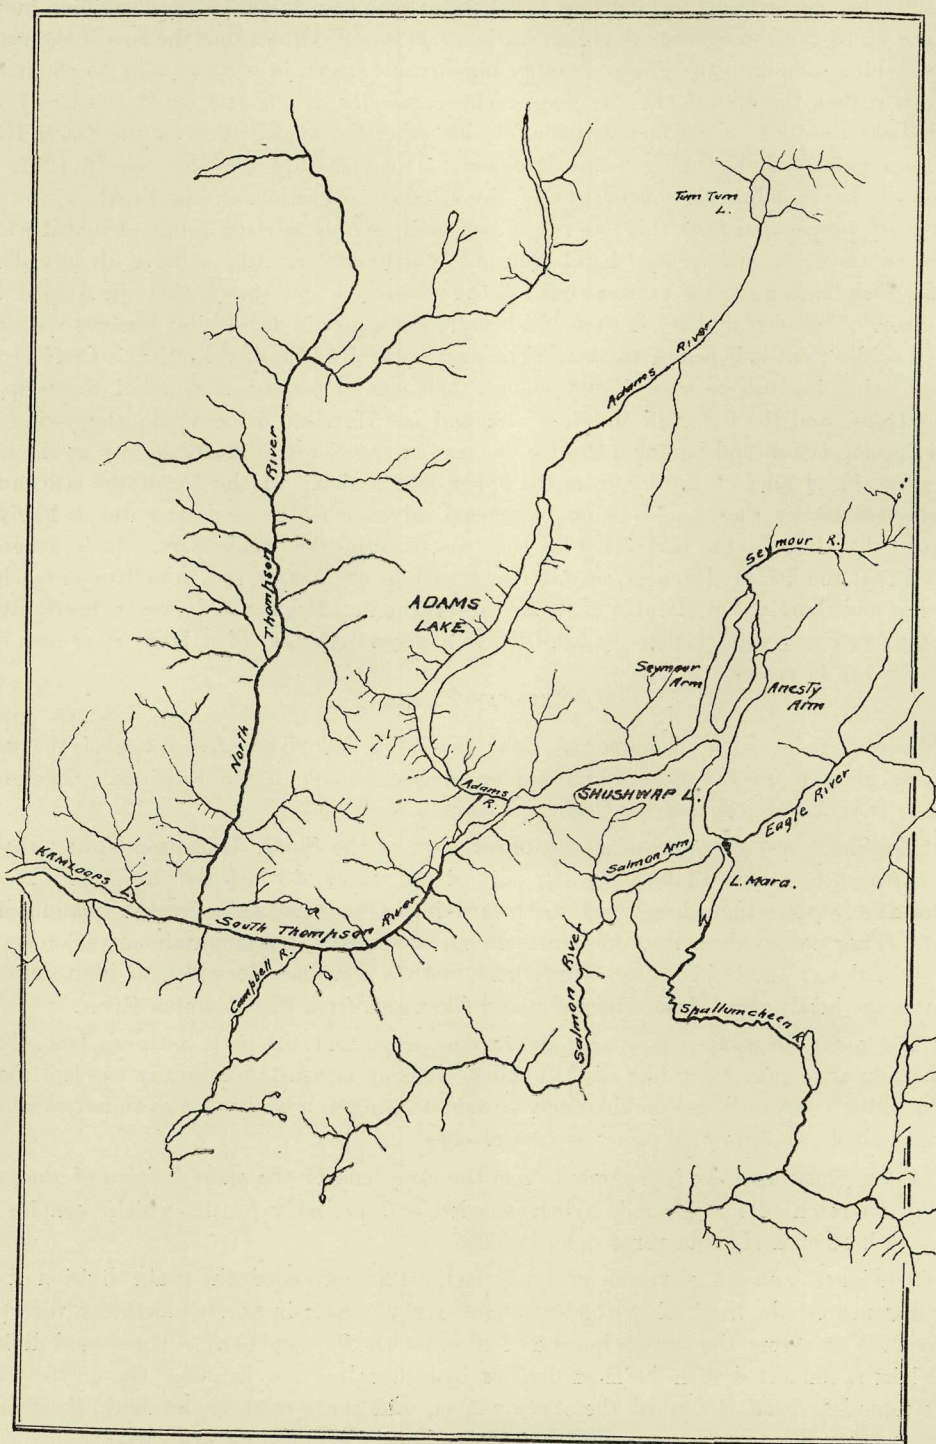 Tum Tum
L.
Adams River
River
Thompson
North
ADAMS
LAKE
Seymour R.
Seymour
Arm
Anesty
Arm
Adams
R.
SHUSHWAP L.
Eagle River
Salmon Arm
L. Mara.
KAMLOOPS L.
South Thompson River
Campbell R.
Salmon River
Spallumcheen R.